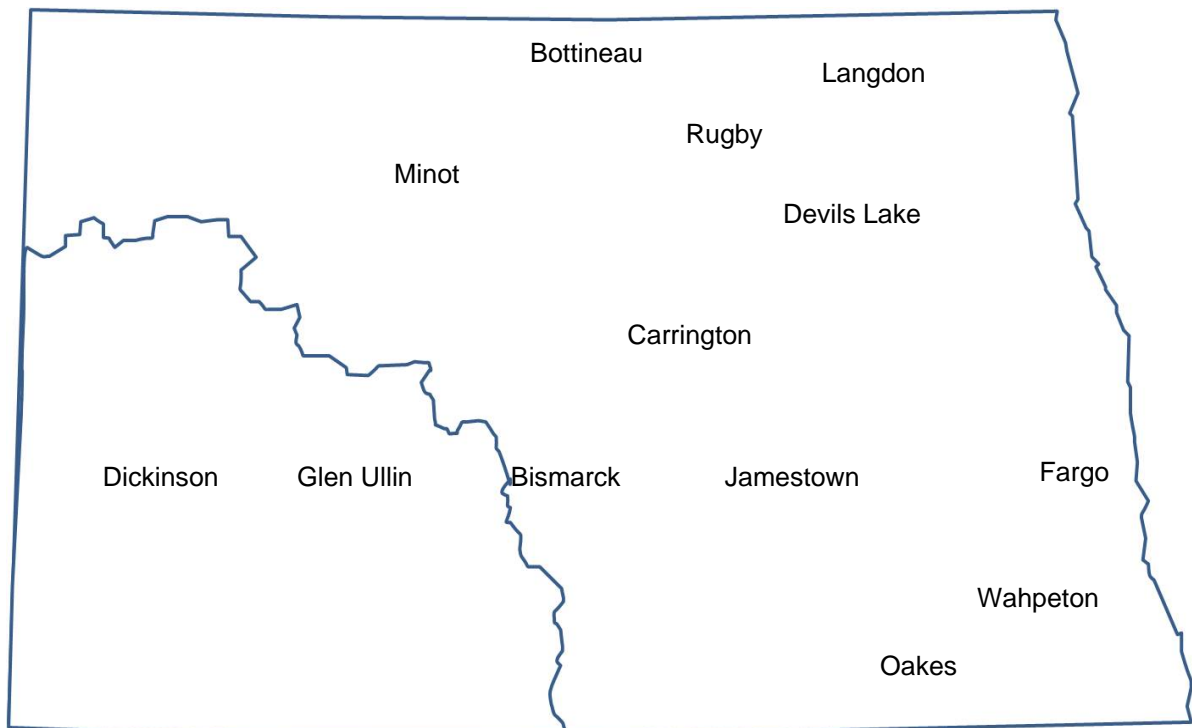 Bottineau
Langdon
Rugby
Minot
Devils Lake
Carrington
Dickinson
Glen Ullin
Bismarck
Jamestown
Fargo
Wahpeton
Oakes